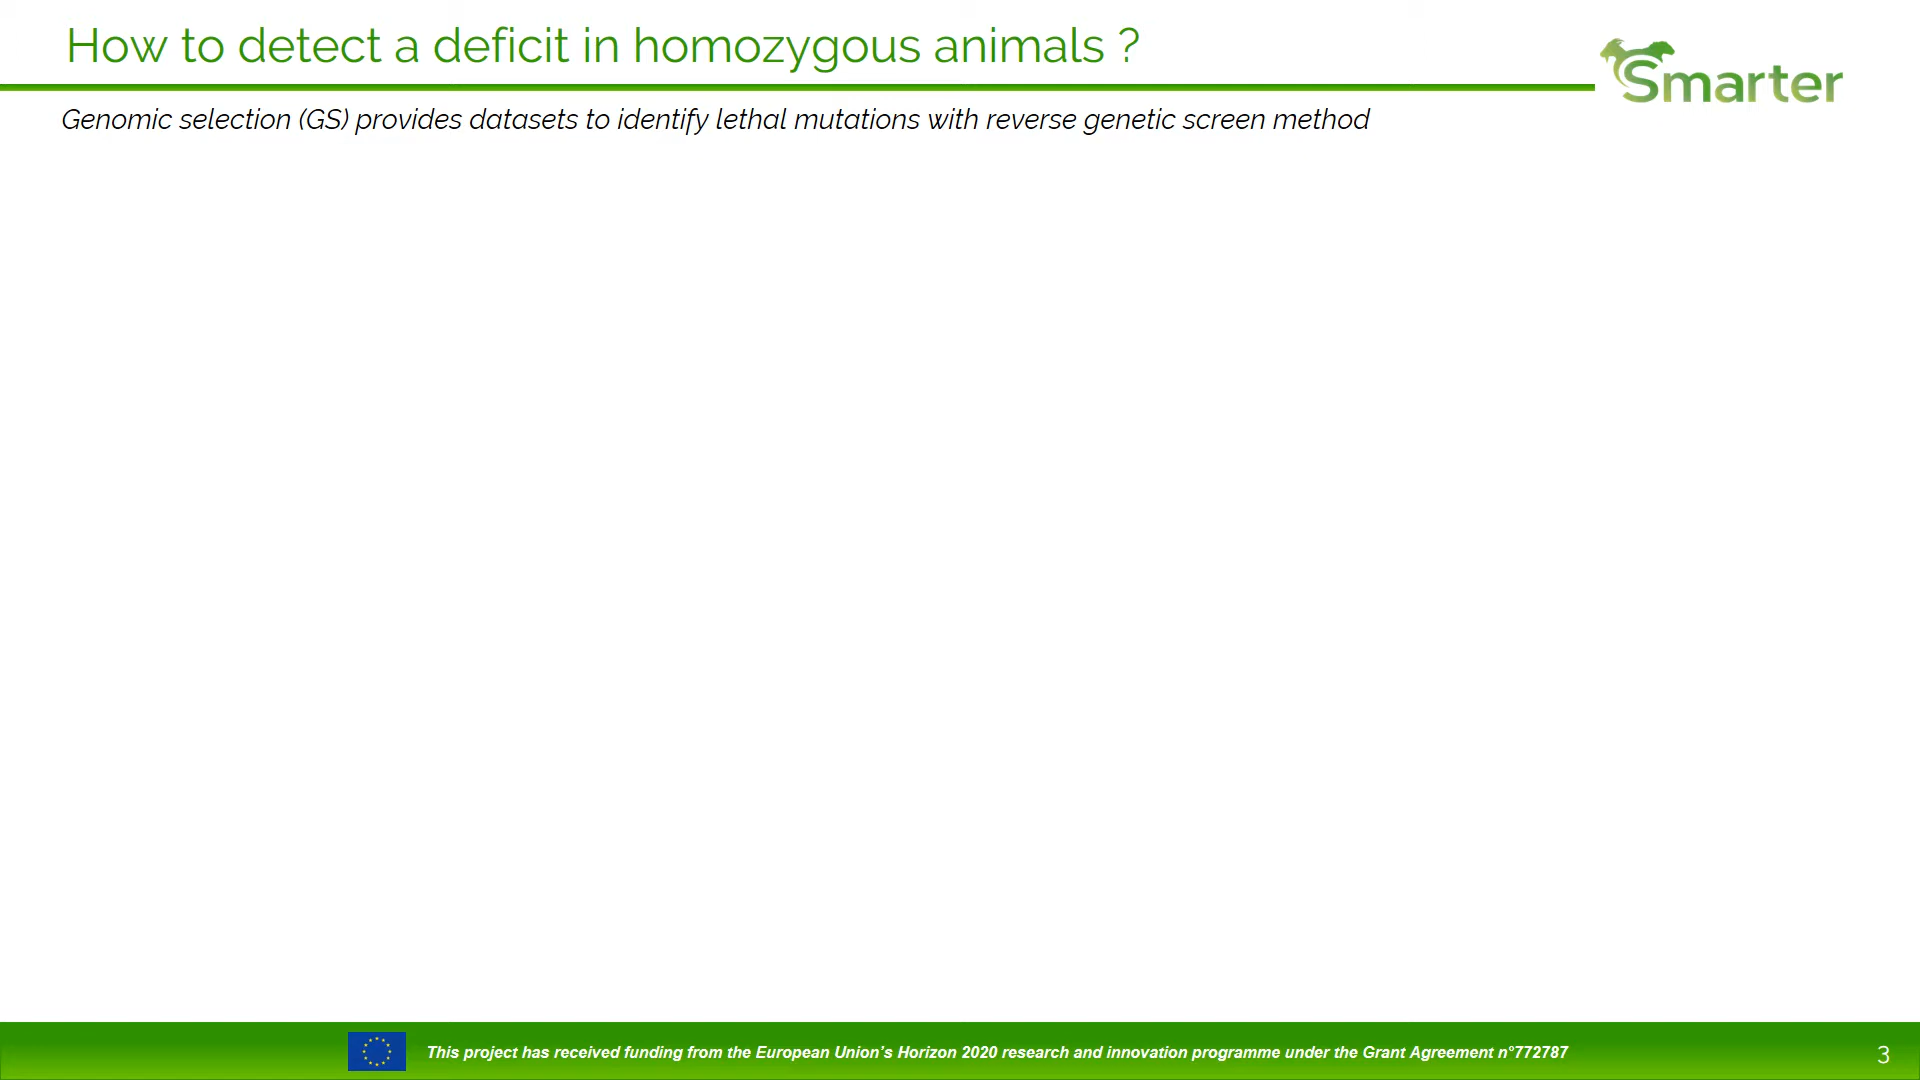 How to detect a deficit in homozygous animals ?
Smarter
Genomic selection (GS) provides datasets to identify lethal mutations with reverse genetic screen method
This project has received funding from the European Union's Horizon 2020 research and innovation programme under the Grant Agreement n°772787
3